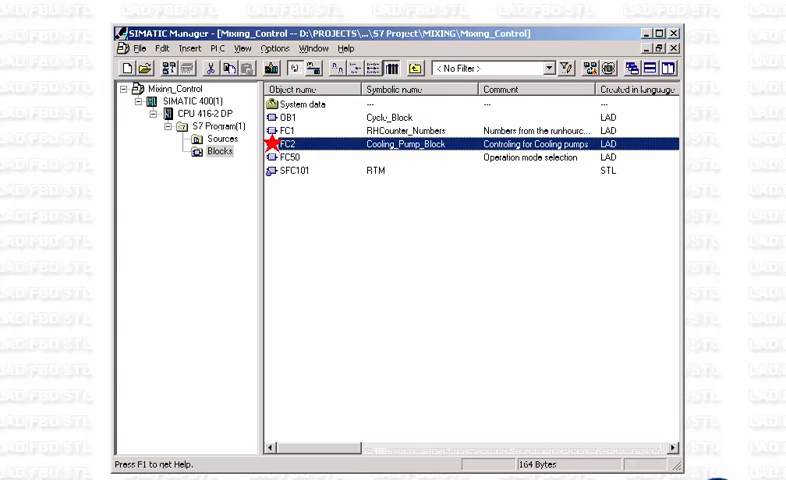 SIMATIC Manager - [Mixing_Control -- D:\PROJECTS\...\S7 Project\MIXING\Mixing_Control]
File Edit Insert PLC View Options Window Help
< No Filter >
Mixing_Control
SIMATIC 400(1)
CPU 416-2 DP
S7 Program(1)
Sources
Blocks
Object name Symbolic name Comment Created in language
System data --- --- ---
OB1 Cycle_Block LAD
FC1 RHCounter_Numbers Numbers from the runhourc... LAD
FC2 Cooling_Pump_Block Controling for Cooling pumps LAD
FC50 Operation mode selection LAD
SFC101 RTM STL
Press F1 to get Help. 164 Bytes
LAD FBD STL